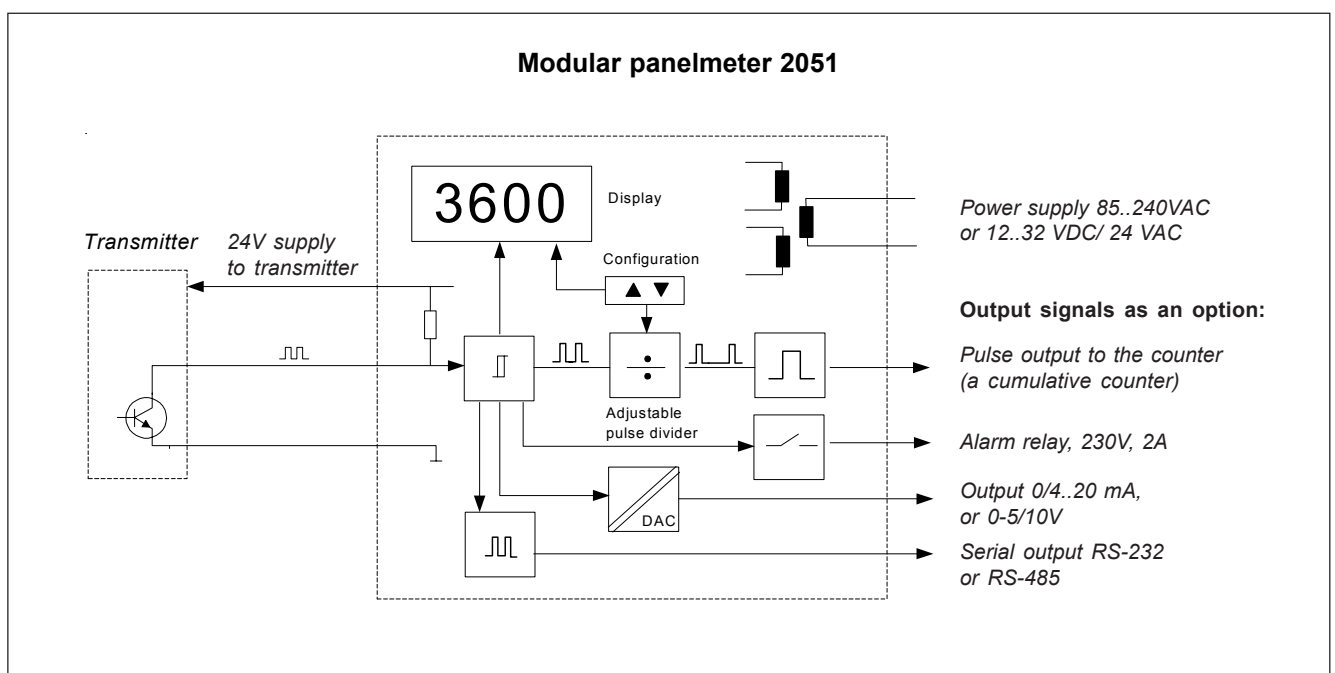 Modular panelmeter 2051
3600
Display
Power supply 85..240VAC
or 12..32 VDC/ 24 VAC
Transmitter
24V supply
to transmitter
Configuration
Output signals as an option:
Pulse output to the counter
(a cumulative counter)
Adjustable
pulse divider
Alarm relay, 230V, 2A
DAC
Output 0/4..20 mA,
or 0-5/10V
Serial output RS-232
or RS-485